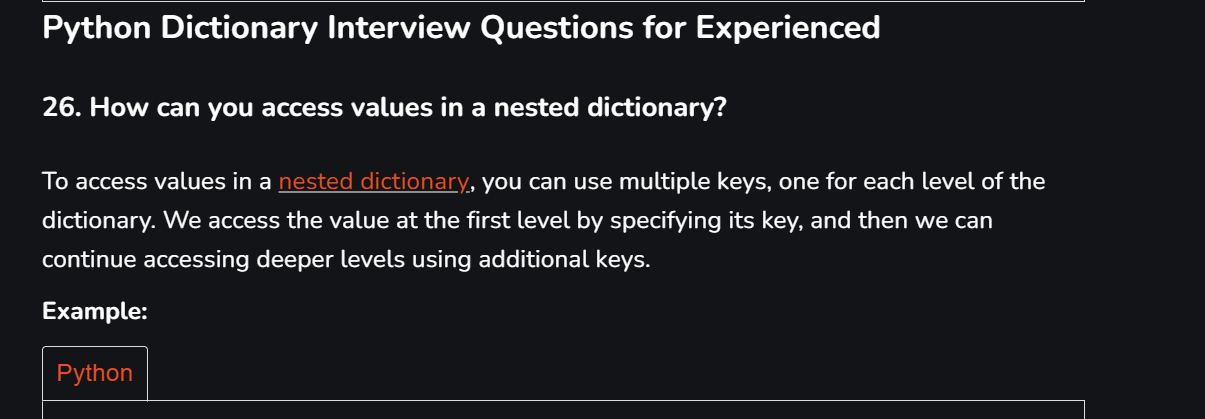 Python Dictionary Interview Questions for Experienced
26. How can you access values in a nested dictionary?
To access values in a nested dictionary, you can use multiple keys, one for each level of the
dictionary. We access the value at the first level by specifying its key, and then we can
continue accessing deeper levels using additional keys.
Example:
Python